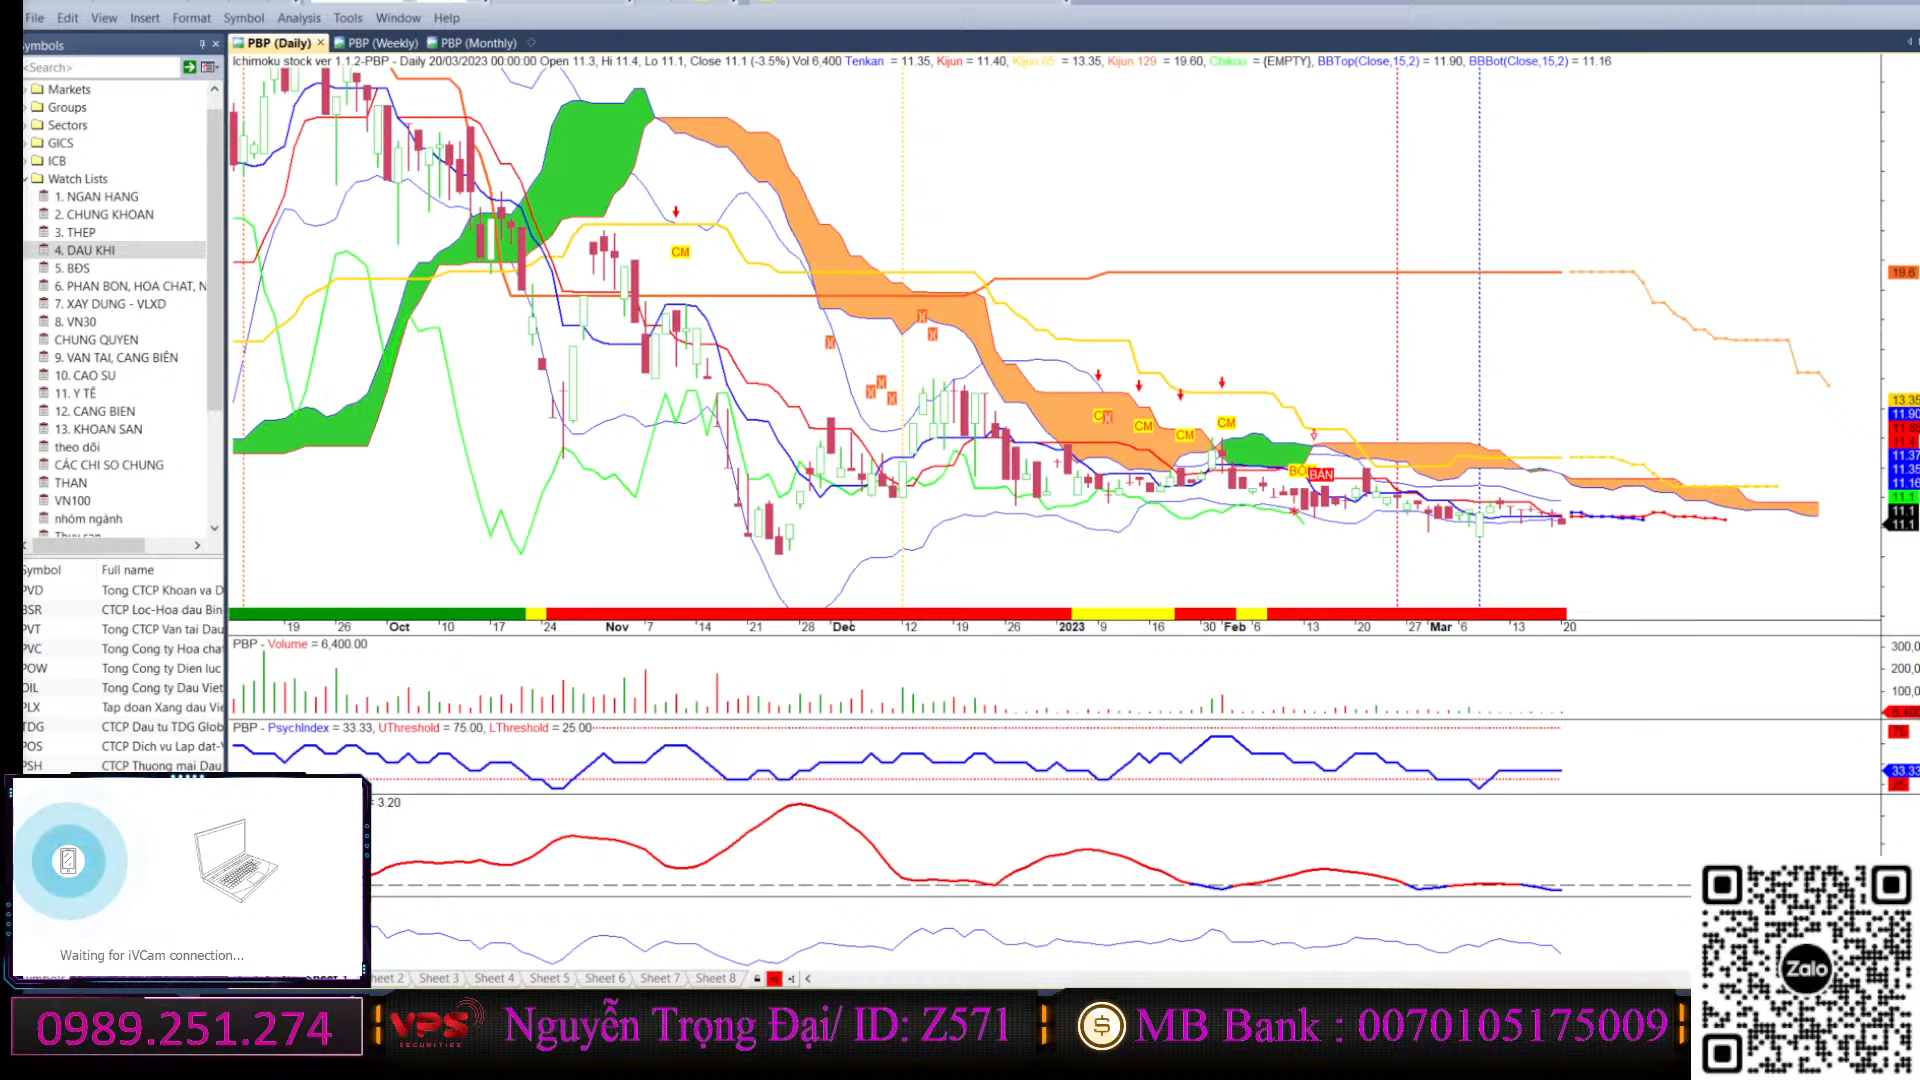 File Edit View Insert Format Symbol Analysis Tools Window Help
ymbols
PBP (Daily) PBP (Weekly) PBP (Monthly)
<Search>
Ichimoku stock ver 1.1.2-PBP - Daily 20/03/2023 00:00:00 Open 11.3, Hi 11.4, Lo 11.1, Close 11.1 (-3.5%) Vol 6,400 Tenkan = 11.35, Kijun = 11.40, Kijun 65 = 13.35, Kijun 129 = 19.60, Chikou = {EMPTY}, BBTop(Close,15,2) = 11.90, BBBot(Close,15,2) = 11.16
Markets
Groups
Sectors
GICS
ICB
Watch Lists
1. NGAN HANG
2. CHUNG KHOAN
3. THEP
4. DAU KHI
5. BĐS
6. PHAN BON, HOA CHAT, N
7. XAY DUNG - VLXD
8. VN30
CHUNG QUYEN
9. VAN TAI, CANG BIỂN
10. CAO SU
11. Y TẾ
12. CANG BIEN
13. KHOAN SAN
theo dõi
CÁC CHI SO CHUNG
THAN
VN100
nhóm ngành
Thuy san
CM
CM
CM
CM
BÁN
19.6
13.35
11.90
11.4
11.37
11.35
11.16
11.1
11.1
11.1
19 26 Oct 10 17 24 Nov 7 14 21 28 Dec 12 19 26 2023 9 16 30 Feb 6 13 20 27 Mar 6 13 20
ymbol Full name
PVD Tong CTCP Khoan va D
BSR CTCP Loc-Hoa dau Bin
PVT Tong CTCP Van tai Dau
PVC Tong Cong ty Hoa cha
POW Tong Cong ty Dien luc
OIL Tong Cong ty Dau Viet
PLX Tap doan Xang dau Vie
TDG CTCP Dau tu TDG Glob
POS CTCP Dich vu Lap dat-
PSH CTCP Thuong mai Dau
PBP - Volume = 6,400.00
300,0
200,0
100,0
6,400
PBP - PsychIndex = 33.33, UThreshold = 75.00, LThreshold = 25.00
75
33.33
25
= 3.20
Waiting for iVCam connection...
heet 2 Sheet 3 Sheet 4 Sheet 5 Sheet 6 Sheet 7 Sheet 8
Zalo
0989.251.274
VPS
SECURITIES
Nguyễn Trọng Đại/ ID: Z571
MB Bank : 0070105175009